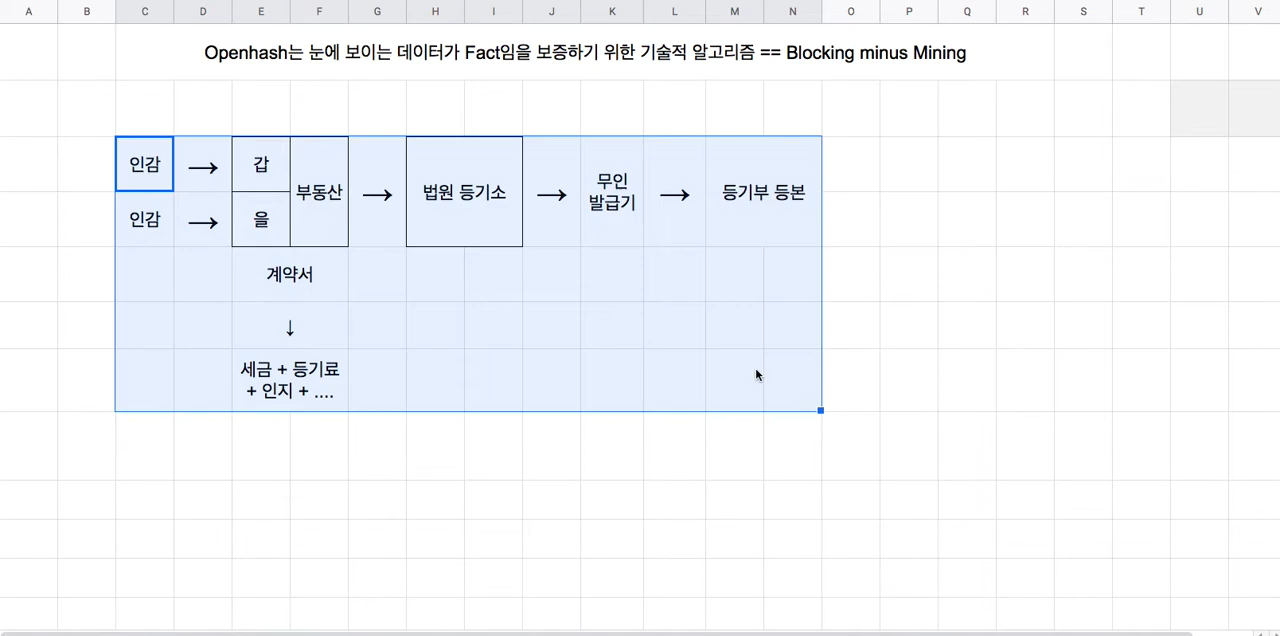 A B C D E F G H I J K L M N O P Q R S T U V
Openhash는 눈에 보이는 데이터가 Fact임을 보증하기 위한 기술적 알고리즘 == Blocking minus Mining
인감 → 갑 부동산 → 법원 등기소 → 무인 발급기 → 등기부 등본
인감 → 을
계약서
↓
세금 + 등기료
+ 인지 + ....